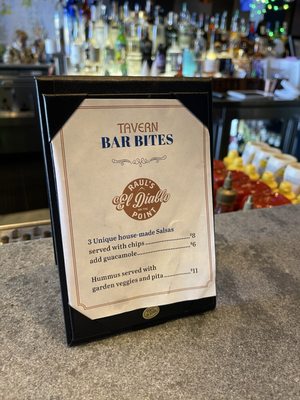 TAVERN
BAR BITES
RAUL'S
El Diablo
POINT
3 Unique house-made Salsas
served with chips $8
add guacamole $6
Hummus served with
garden veggies and pita $11